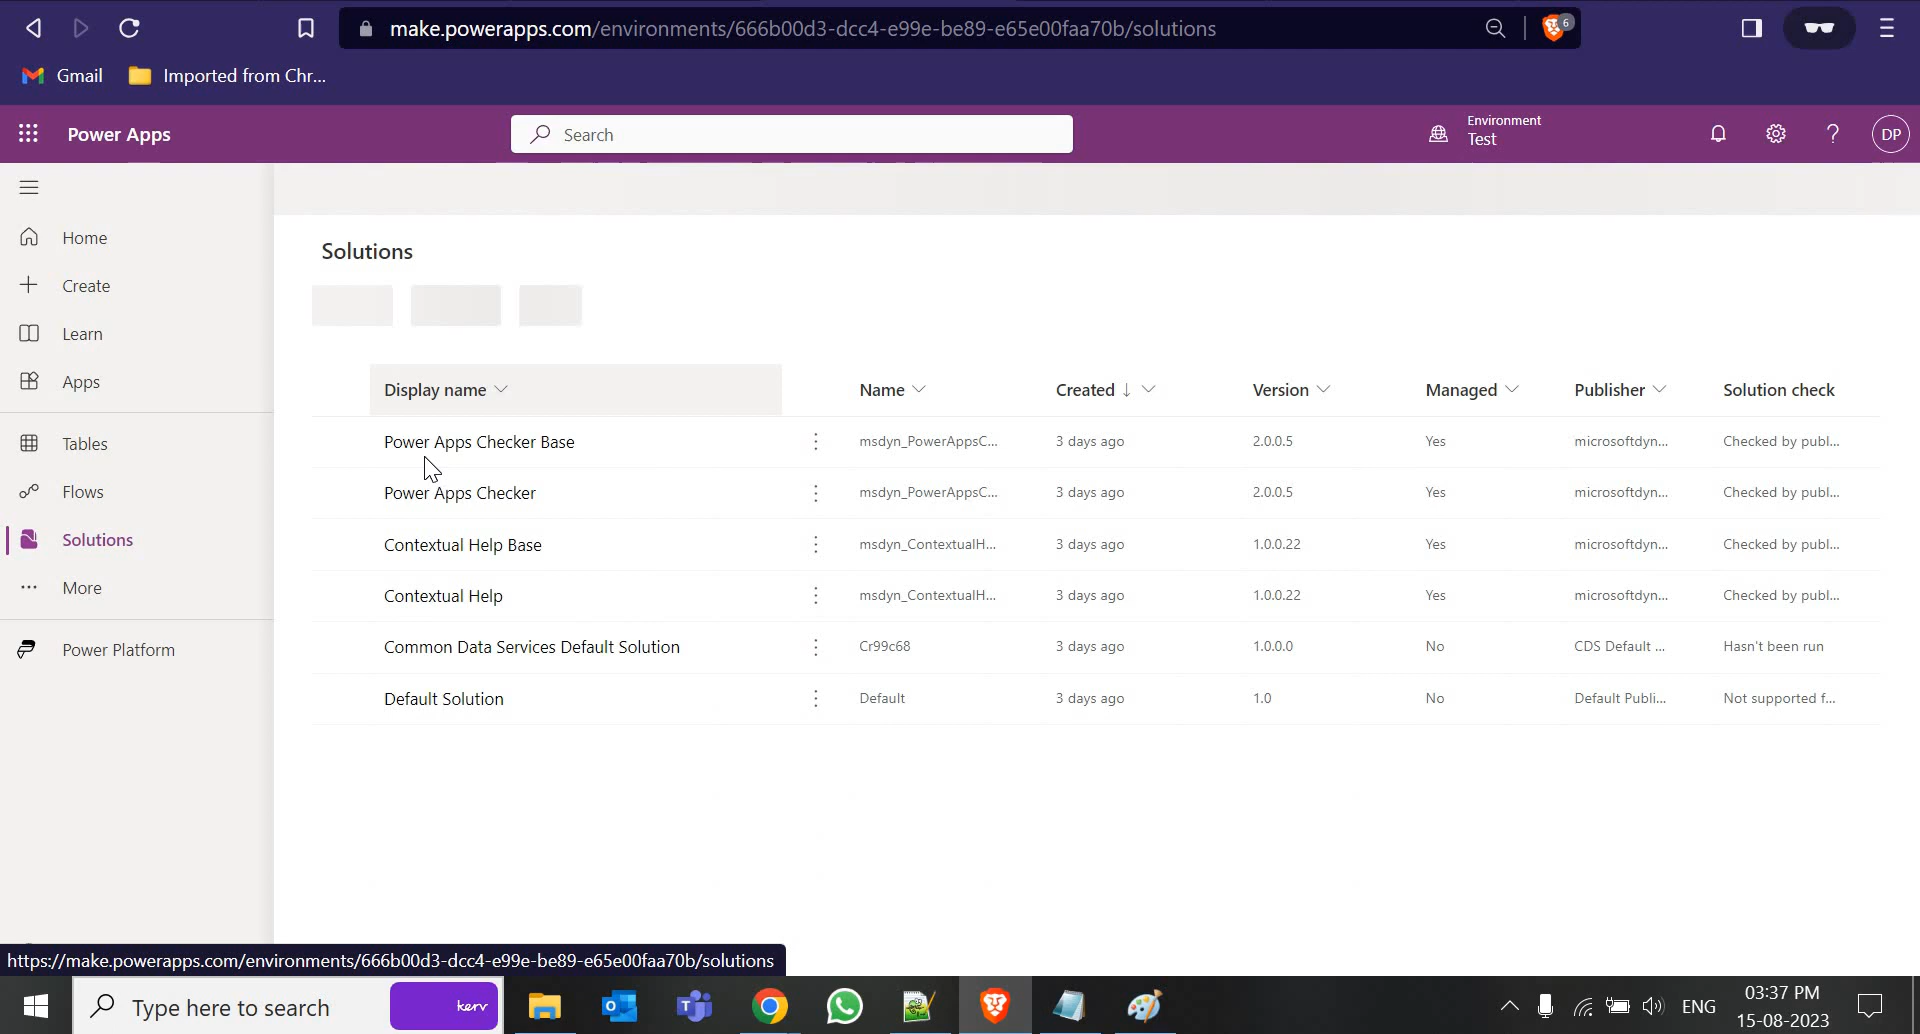 make.powerapps.com/environments/666b00d3-dcc4-e99e-be89-e65e00faa70b/solutions
6
Gmail
Imported from Chr...
Power Apps
Search
Environment
Test
DP
Home
Create
Learn
Apps
Tables
Flows
Solutions
More
Power Platform
Solutions
Display name Name Created Version Managed Publisher Solution check
Power Apps Checker Base msdyn_PowerAppsC... 3 days ago 2.0.0.5 Yes microsoftdyn... Checked by publ...
Power Apps Checker msdyn_PowerAppsC... 3 days ago 2.0.0.5 Yes microsoftdyn... Checked by publ...
Contextual Help Base msdyn_ContextualH... 3 days ago 1.0.0.22 Yes microsoftdyn... Checked by publ...
Contextual Help msdyn_ContextualH... 3 days ago 1.0.0.22 Yes microsoftdyn... Checked by publ...
Common Data Services Default Solution Cr99c68 3 days ago 1.0.0.0 No CDS Default ... Hasn't been run
Default Solution Default 3 days ago 1.0 No Default Publi... Not supported f...
https://make.powerapps.com/environments/666b00d3-dcc4-e99e-be89-e65e00faa70b/solutions
Type here to search
kerv
ENG
03:37 PM
15-08-2023